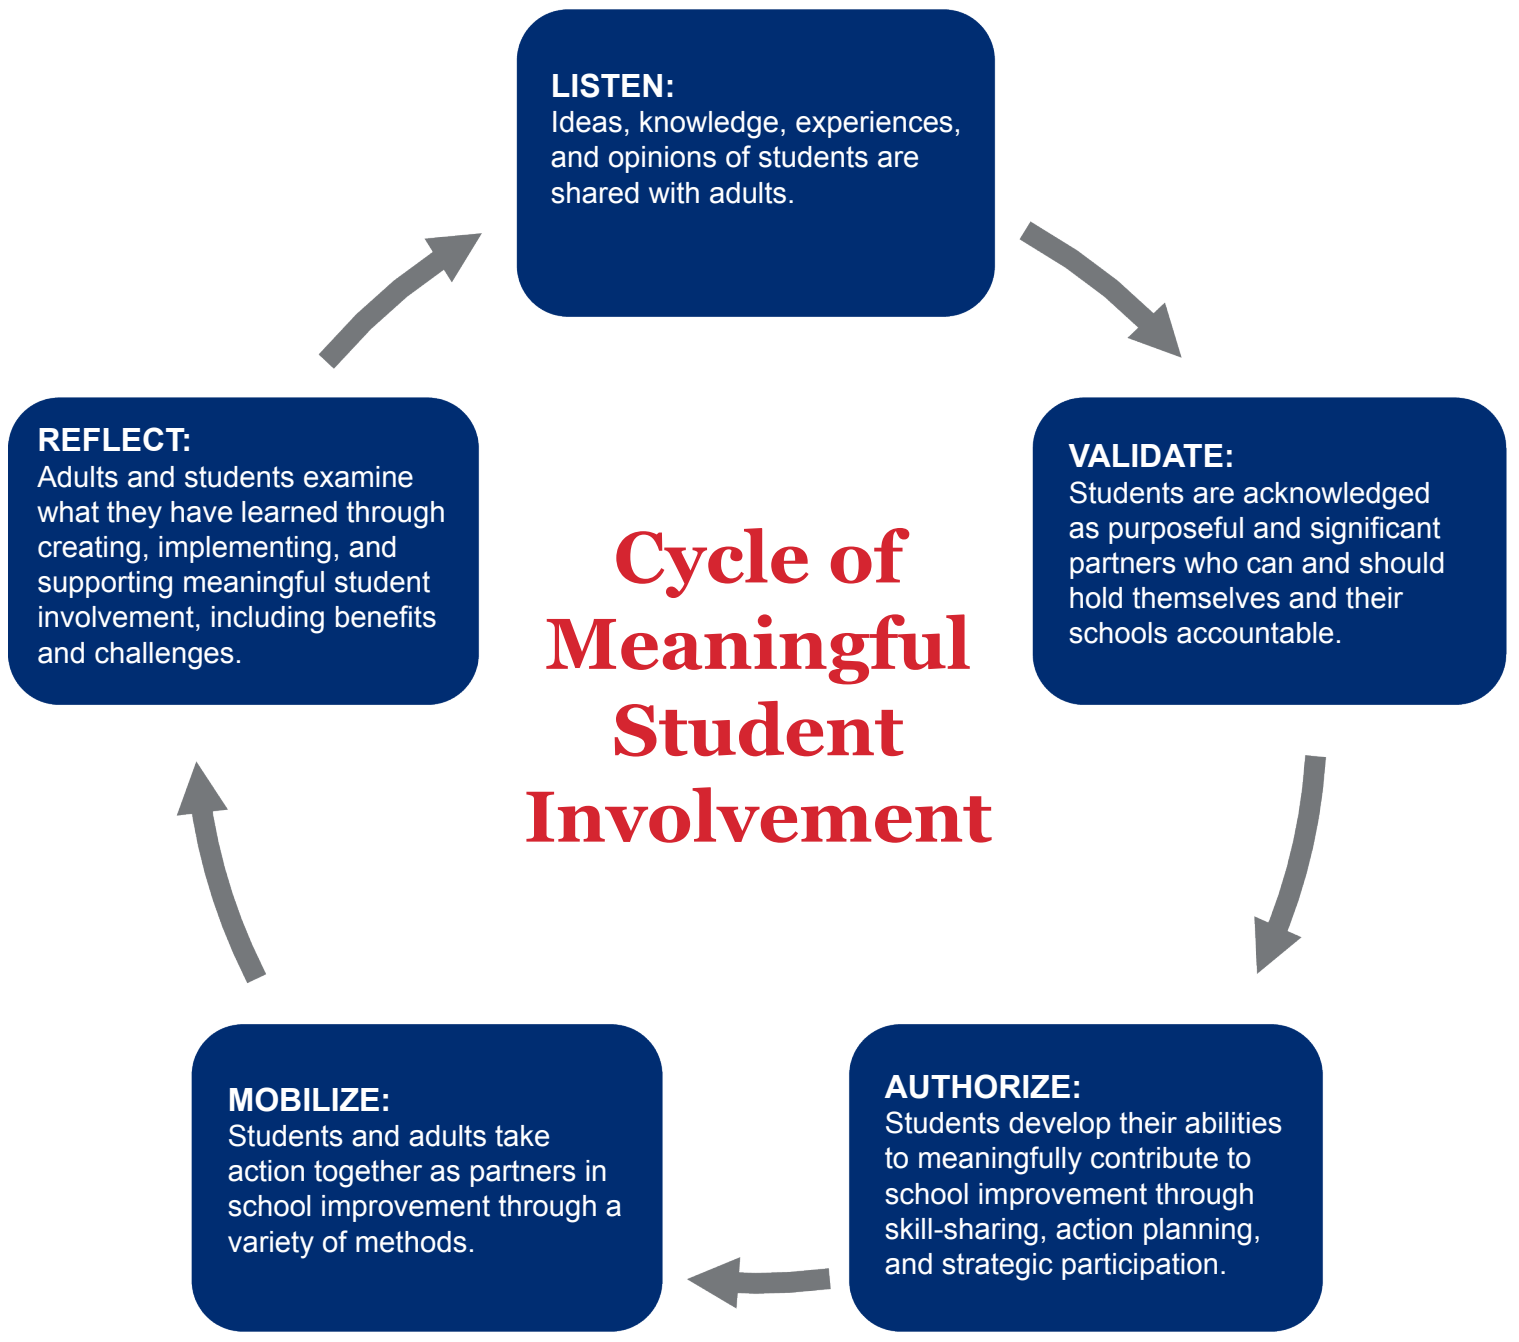 LISTEN:
Ideas, knowledge, experiences,
and opinions of students are
shared with adults.
VALIDATE:
Students are acknowledged
as purposeful and significant
partners who can and should
hold themselves and their
schools accountable.
AUTHORIZE:
Students develop their abilities
to meaningfully contribute to
school improvement through
skill-sharing, action planning,
and strategic participation.
MOBILIZE:
Students and adults take
action together as partners in
school improvement through a
variety of methods.
REFLECT:
Adults and students examine
what they have learned through
creating, implementing, and
supporting meaningful student
involvement, including benefits
and challenges.
Cycle of
Meaningful
Student
Involvement